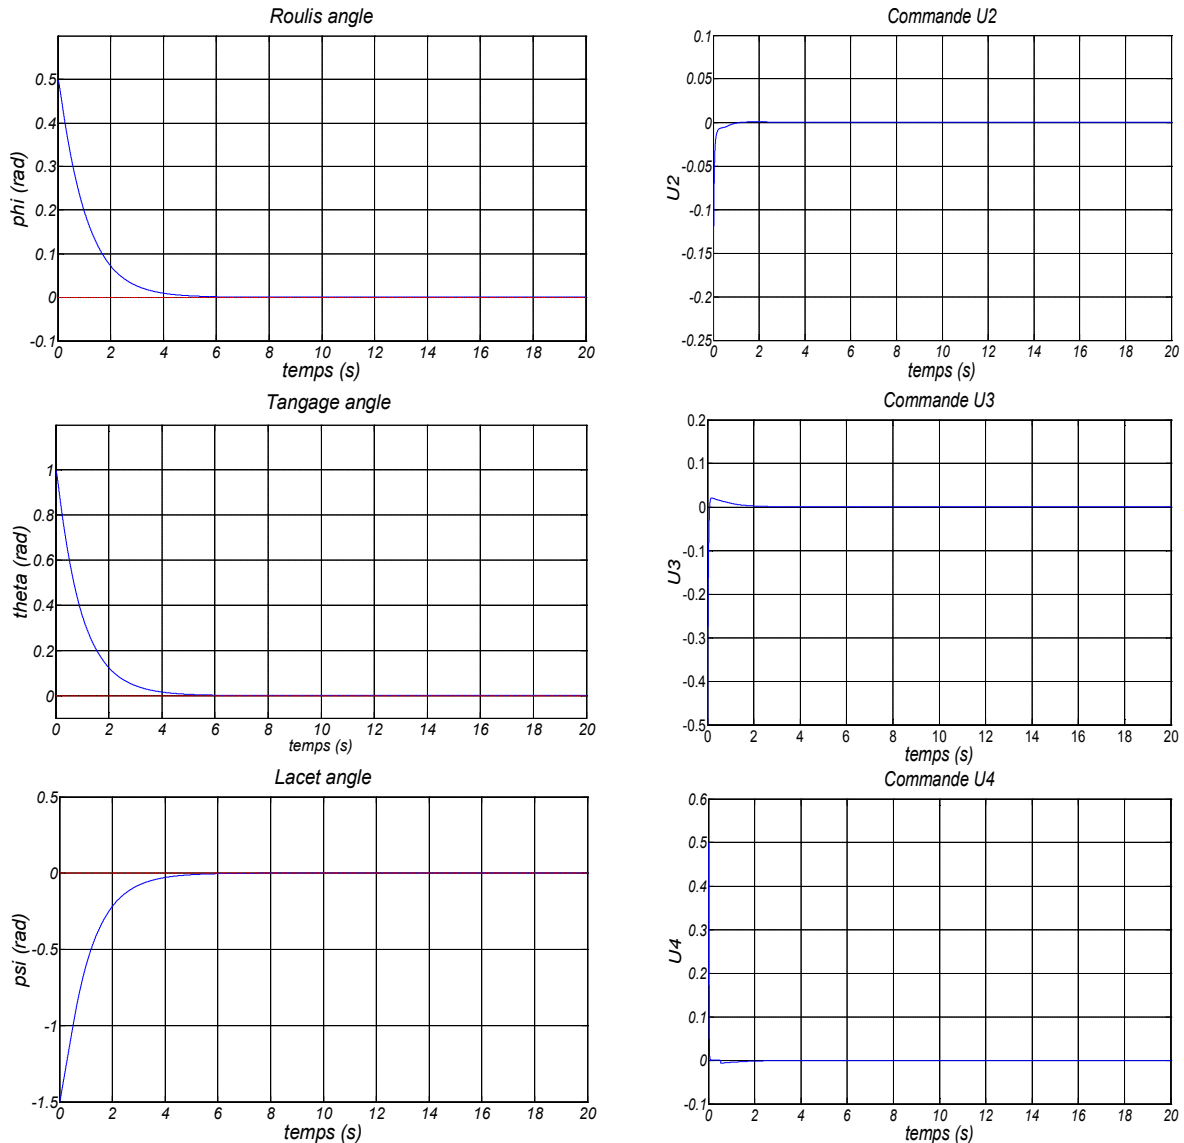 Roulis angle
0.5
0.4
0.3
0.2
0.1
0
-0.1
phi (rad)
0 2 4 6 8 10 12 14 16 18 20
temps (s)
Commande U2
0.1
0.05
0
-0.05
-0.1
-0.15
-0.2
-0.25
U2
0 2 4 6 8 10 12 14 16 18 20
temps (s)
Tangage angle
1
0.8
0.6
0.4
0.2
0
theta (rad)
0 2 4 6 8 10 12 14 16 18 20
temps (s)
Commande U3
0.2
0.1
0
-0.1
-0.2
-0.3
-0.4
-0.5
U3
0 2 4 6 8 10 12 14 16 18 20
temps (s)
Lacet angle
0.5
0
-0.5
-1
-1.5
psi (rad)
0 2 4 6 8 10 12 14 16 18 20
temps (s)
Commande U4
0.6
0.5
0.4
0.3
0.2
0.1
0
-0.1
U4
0 2 4 6 8 10 12 14 16 18 20
temps (s)